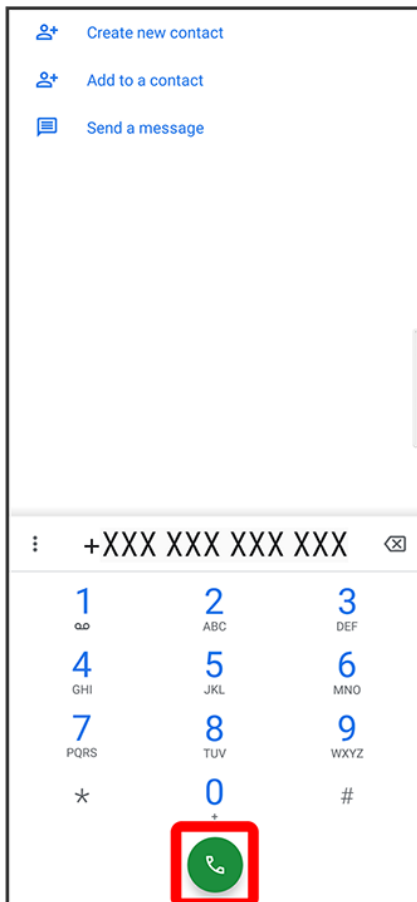 Create new contact
Add to a contact
Send a message
+XXX XXX XXX XXX
1 2 3
ABC DEF
4 5 6
GHI JKL MNO
7 8 9
PQRS TUV WXYZ
* 0 #
+